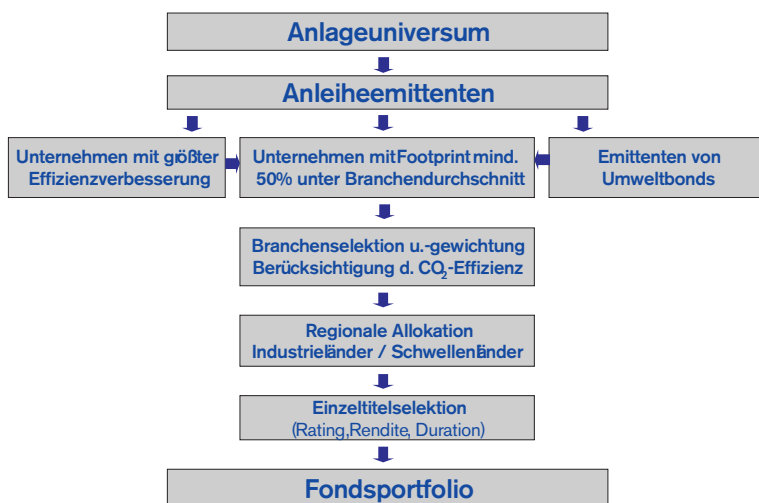 Anlageuniversum
Anleiheemittenten
Unternehmen mit größter
Effizienzverbesserung
Unternehmen mit Footprint mind.
50% unter Branchendurchschnitt
Emittenten von
Umweltbonds
Branchenselektion u.-gewichtung
Berücksichtigung d. CO₂-Effizienz
Regionale Allokation
Industrieländer / Schwellenländer
Einzeltitelselektion
(Rating,Rendite, Duration)
Fondsportfolio